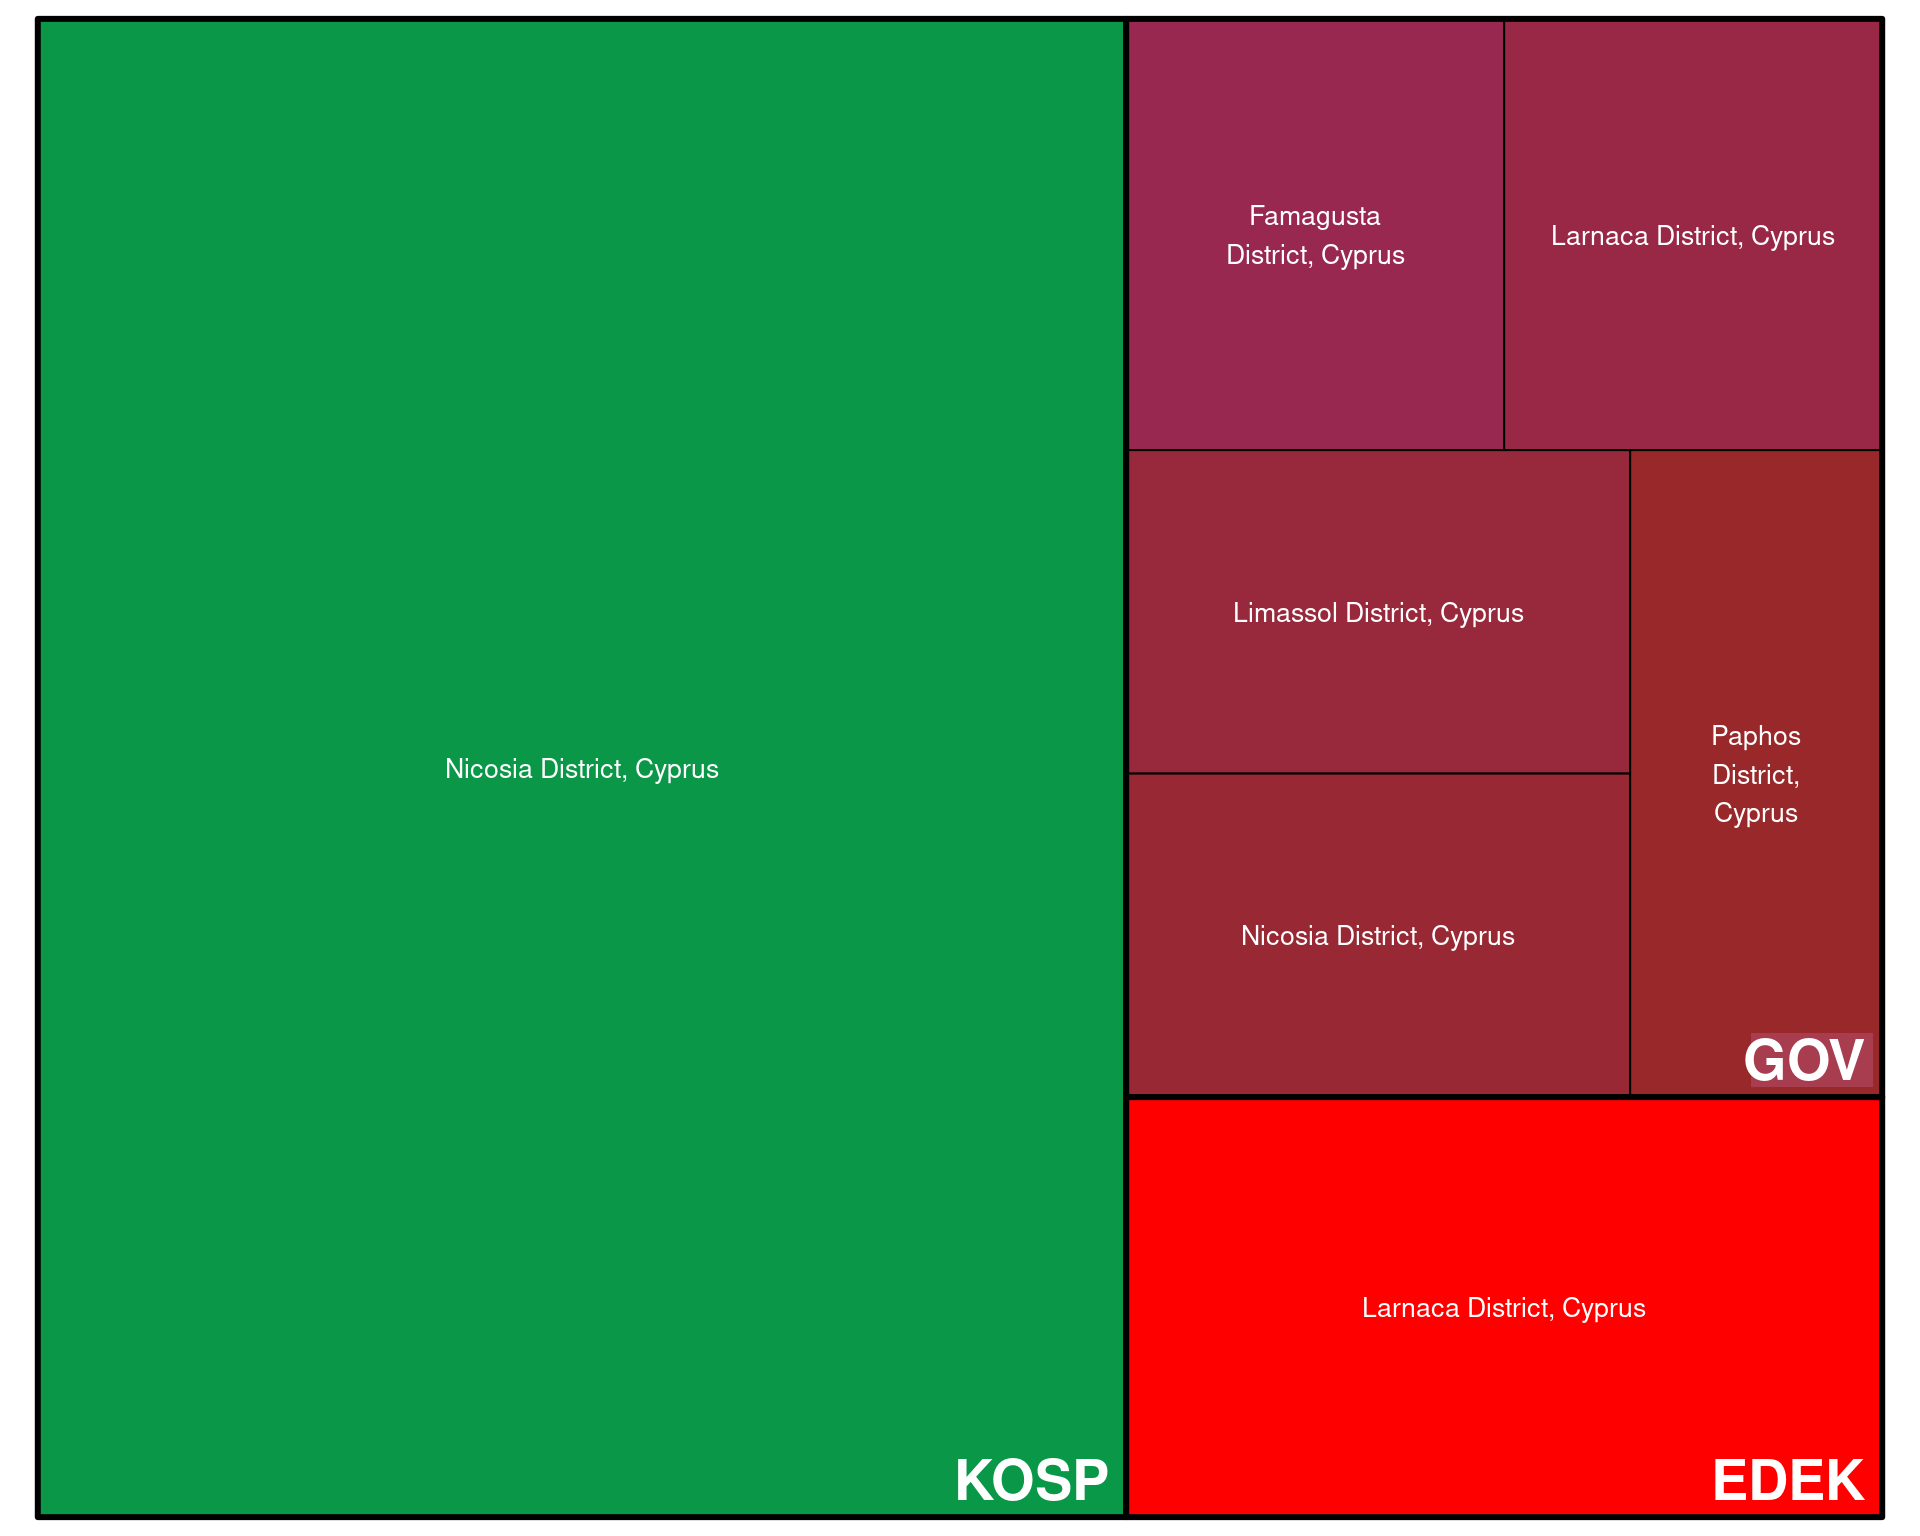 Nicosia District, Cyprus
KOSP
Famagusta
District, Cyprus
Larnaca District, Cyprus
Limassol District, Cyprus
Nicosia District, Cyprus
Paphos
District,
Cyprus
GOV
Larnaca District, Cyprus
EDEK